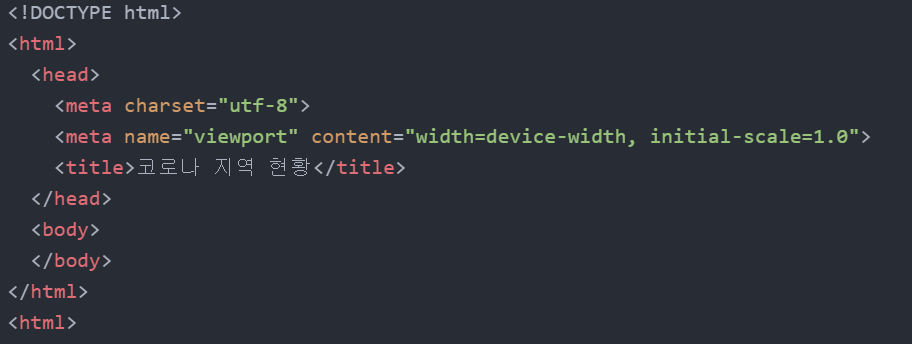 <!DOCTYPE html>
<html>
  <head>
    <meta charset="utf-8">
    <meta name="viewport" content="width=device-width, initial-scale=1.0">
    <title>코로나 지역 현황</title>
  </head>
  <body>
  </body>
</html>
<html>